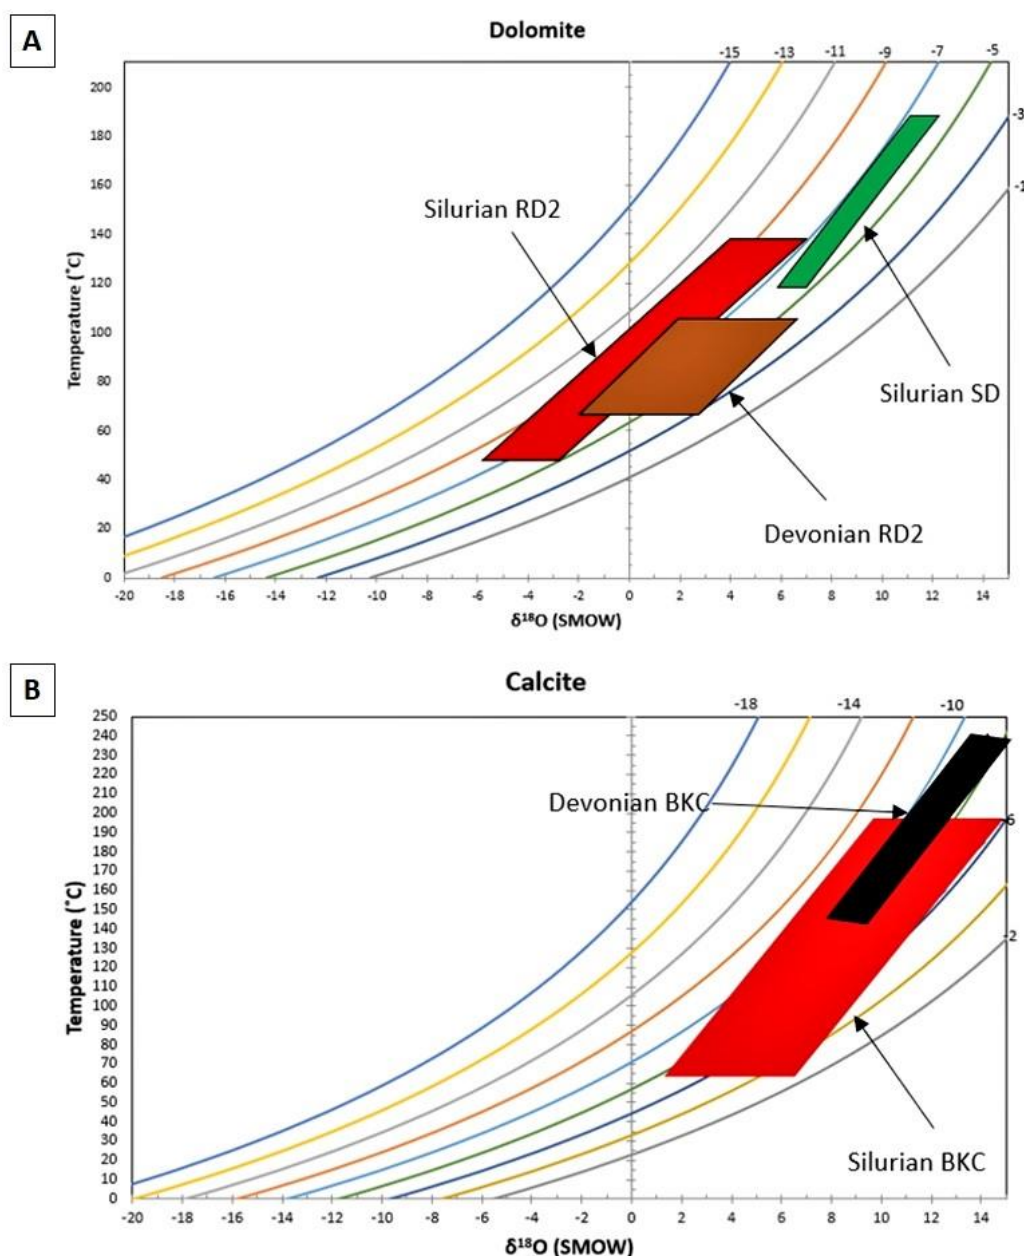 A
Dolomite
-15 -13 -11 -9 -7 -5
200
-3
180
160
-1
Silurian RD2
140
120
100
80
60
40
20
0
Temperature (˚C)
Silurian SD
Devonian RD2
-20 -18 -16 -14 -12 -10 -8 -6 -4 -2 0 2 4 6 8 10 12 14
δ¹⁸O (SMOW)
B
Calcite
-18 -14 -10
250
240
230
220
210
200
190
180
170
160
150
140
130
120
110
100
90
80
70
60
50
40
30
20
10
0
Temperature (˚C)
Devonian BKC
-2
Silurian BKC
-20 -18 -16 -14 -12 -10 -8 -6 -4 -2 0 2 4 6 8 10 12 14
δ¹⁸O (SMOW)